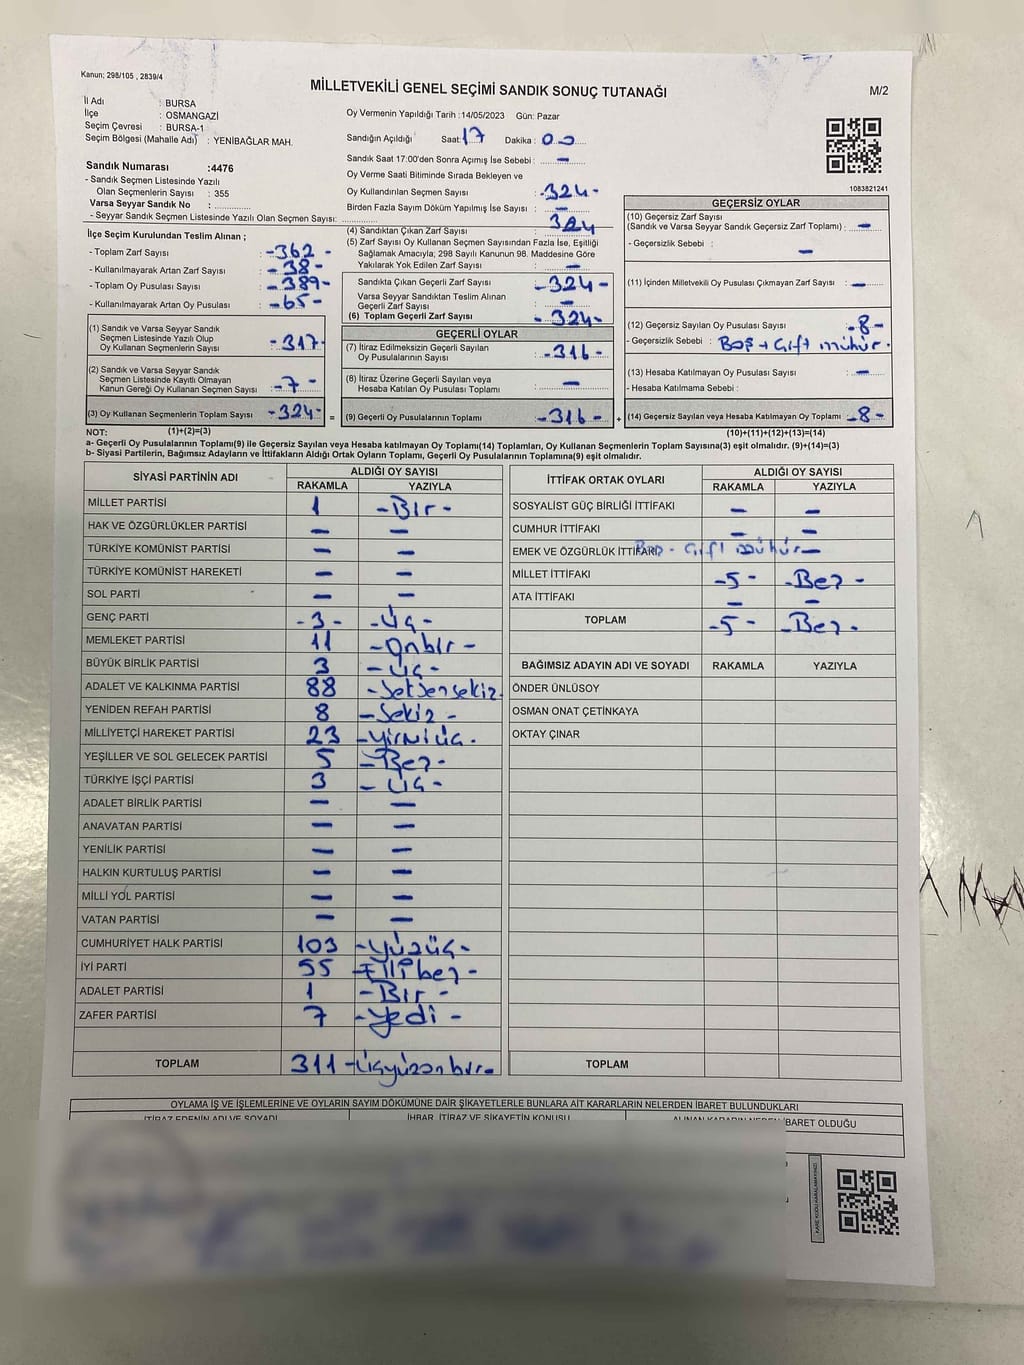 Kanun; 298/105 , 2839/4
MİLLETVEKİLİ GENEL SEÇİMİ SANDIK SONUÇ TUTANAĞI
M/2
İl Adı : BURSA
İlçe : OSMANGAZİ
Seçim Çevresi : BURSA-1
Seçim Bölgesi (Mahalle Adı) : YENİBAĞLAR MAH.
Sandık Numarası :4476
- Sandık Seçmen Listesinde Yazılı
Olan Seçmenlerin Sayısı : 355
Varsa Seyyar Sandık No :
- Seyyar Sandık Seçmen Listesinde Yazılı Olan Seçmen Sayısı:
Oy Vermenin Yapıldığı Tarih :14/05/2023 Gün: Pazar
Sandığın Açıldığı Saat: 17 Dakika: 00
Sandık Saat 17:00'den Sonra Açımış İse Sebebi : -
Oy Verme Saati Bitiminde Sırada Bekleyen ve
Oy Kullandırılan Seçmen Sayısı : -324-
Birden Fazla Sayım Döküm Yapılmış İse Sayısı : -
1083821241
İlçe Seçim Kurulundan Teslim Alınan ;
- Toplam Zarf Sayısı : -362-
- Kullanılmayarak Artan Zarf Sayısı : -38-
- Toplam Oy Pusulası Sayısı : -389-
- Kullanılmayarak Artan Oy Pusulası : -65-
(1) Sandık ve Varsa Seyyar Sandık
Seçmen Listesinde Yazılı Olup
Oy Kullanan Seçmenlerin Sayısı : -317-
(2) Sandık ve Varsa Seyyar Sandık
Seçmen Listesinde Kayıtlı Olmayan
Kanun Gereği Oy Kullanan Seçmen Sayısı : -7-
(3) Oy Kullanan Seçmenlerin Toplam Sayısı : -324-
(4) Sandıktan Çıkan Zarf Sayısı : 324
(5) Zarf Sayısı Oy Kullanan Seçmen Sayısından Fazla İse, Eşitliği
Sağlamak Amacıyla; 298 Sayılı Kanunun 98. Maddesine Göre
Yakılarak Yok Edilen Zarf Sayısı : -
Sandıkta Çıkan Geçerli Zarf Sayısı : -324-
Varsa Seyyar Sandıktan Teslim Alınan
Geçerli Zarf Sayısı : -
(6) Toplam Geçerli Zarf Sayısı : -324-
GEÇERLİ OYLAR
(7) İtiraz Edilmeksizin Geçerli Sayılan
Oy Pusulalarının Sayısı : -316-
(8) İtiraz Üzerine Geçerli Sayılan veya
Hesaba Katılan Oy Pusulası Toplamı : -
= (9) Geçerli Oy Pusulalarının Toplamı : -316-
GEÇERSİZ OYLAR
(10) Geçersiz Zarf Sayısı
(Sandık ve Varsa Seyyar Sandık Geçersiz Zarf Toplamı) : -
- Geçersizlik Sebebi : -
(11) İçinden Milletvekili Oy Pusulası Çıkmayan Zarf Sayısı : -
(12) Geçersiz Sayılan Oy Pusulası Sayısı : -8-
- Geçersizlik Sebebi : Boş + Çift mühür.
(13) Hesaba Katılmayan Oy Pusulası Sayısı : -
- Hesaba Katılmama Sebebi :
+ (14) Geçersiz Sayılan veya Hesaba Katılmayan Oy Toplamı : -8-
NOT: (1)+(2)=(3)
(10)+(11)+(12)+(13)=(14)
a- Geçerli Oy Pusulalarının Toplamı(9) ile Geçersiz Sayılan veya Hesaba katılmayan Oy Toplamı(14) Toplamları, Oy Kullanan Seçmenlerin Toplam Sayısına(3) eşit olmalıdır. (9)+(14)=(3)
b- Siyasi Partilerin, Bağımsız Adayların ve İttifakların Aldığı Ortak Oyların Toplamı, Geçerli Oy Pusulalarının Toplamına(9) eşit olmalıdır.
SİYASİ PARTİNİN ADI ALDIĞI OY SAYISI
RAKAMLA YAZIYLA
MİLLET PARTİSİ 1 -Bir-
HAK VE ÖZGÜRLÜKLER PARTİSİ - -
TÜRKİYE KOMÜNİST PARTİSİ - -
TÜRKİYE KOMÜNİST HAREKETİ - -
SOL PARTİ - -
GENÇ PARTİ -3- -Üç-
MEMLEKET PARTİSİ 11 -Onbir-
BÜYÜK BİRLİK PARTİSİ 3 -Üç-
ADALET VE KALKINMA PARTİSİ 88 -Seksensekiz.
YENİDEN REFAH PARTİSİ 8 -Sekiz-
MİLLİYETÇİ HAREKET PARTİSİ 23 -Yirmiüç.
YEŞİLLER VE SOL GELECEK PARTİSİ 5 -Beş-
TÜRKİYE İŞÇİ PARTİSİ 3 -Üç-
ADALET BİRLİK PARTİSİ - -
ANAVATAN PARTİSİ - -
YENİLİK PARTİSİ - -
HALKIN KURTULUŞ PARTİSİ - -
MİLLİ YOL PARTİSİ - -
VATAN PARTİSİ - -
CUMHURİYET HALK PARTİSİ 103 -Yüzüç-
İYİ PARTİ 55 -Ellibeş-
ADALET PARTİSİ 1 -Bir-
ZAFER PARTİSİ 7 -Yedi-
TOPLAM 311 -Üçyüzonbir-
İTTİFAK ORTAK OYLARI ALDIĞI OY SAYISI
RAKAMLA YAZIYLA
SOSYALİST GÜÇ BİRLİĞİ İTTİFAKI - -
CUMHUR İTTİFAKI - -
EMEK VE ÖZGÜRLÜK İTTİFAKI - Çift mühür -
MİLLET İTTİFAKI -5- -Beş-
ATA İTTİFAKI - -
TOPLAM -5- -Beş-
BAĞIMSIZ ADAYIN ADI VE SOYADI RAKAMLA YAZIYLA
ÖNDER ÜNLÜSOY
OSMAN ONAT ÇETİNKAYA
OKTAY ÇINAR
TOPLAM
OYLAMA İŞ VE İŞLEMLERİNE VE OYLARIN SAYIM DÖKÜMÜNE DAİR ŞİKAYETLERLE BUNLARA AİT KARARLARIN NELERDEN İBARET BULUNDUKLARI
İTİRAZ EDENİN ADI VE SOYADI İHBAR, İTİRAZ VE ŞİKAYETİN KONUSU ALINAN KARARIN NEDEN İBARET OLDUĞU
KARE KODU KARALAMAYINIZ!